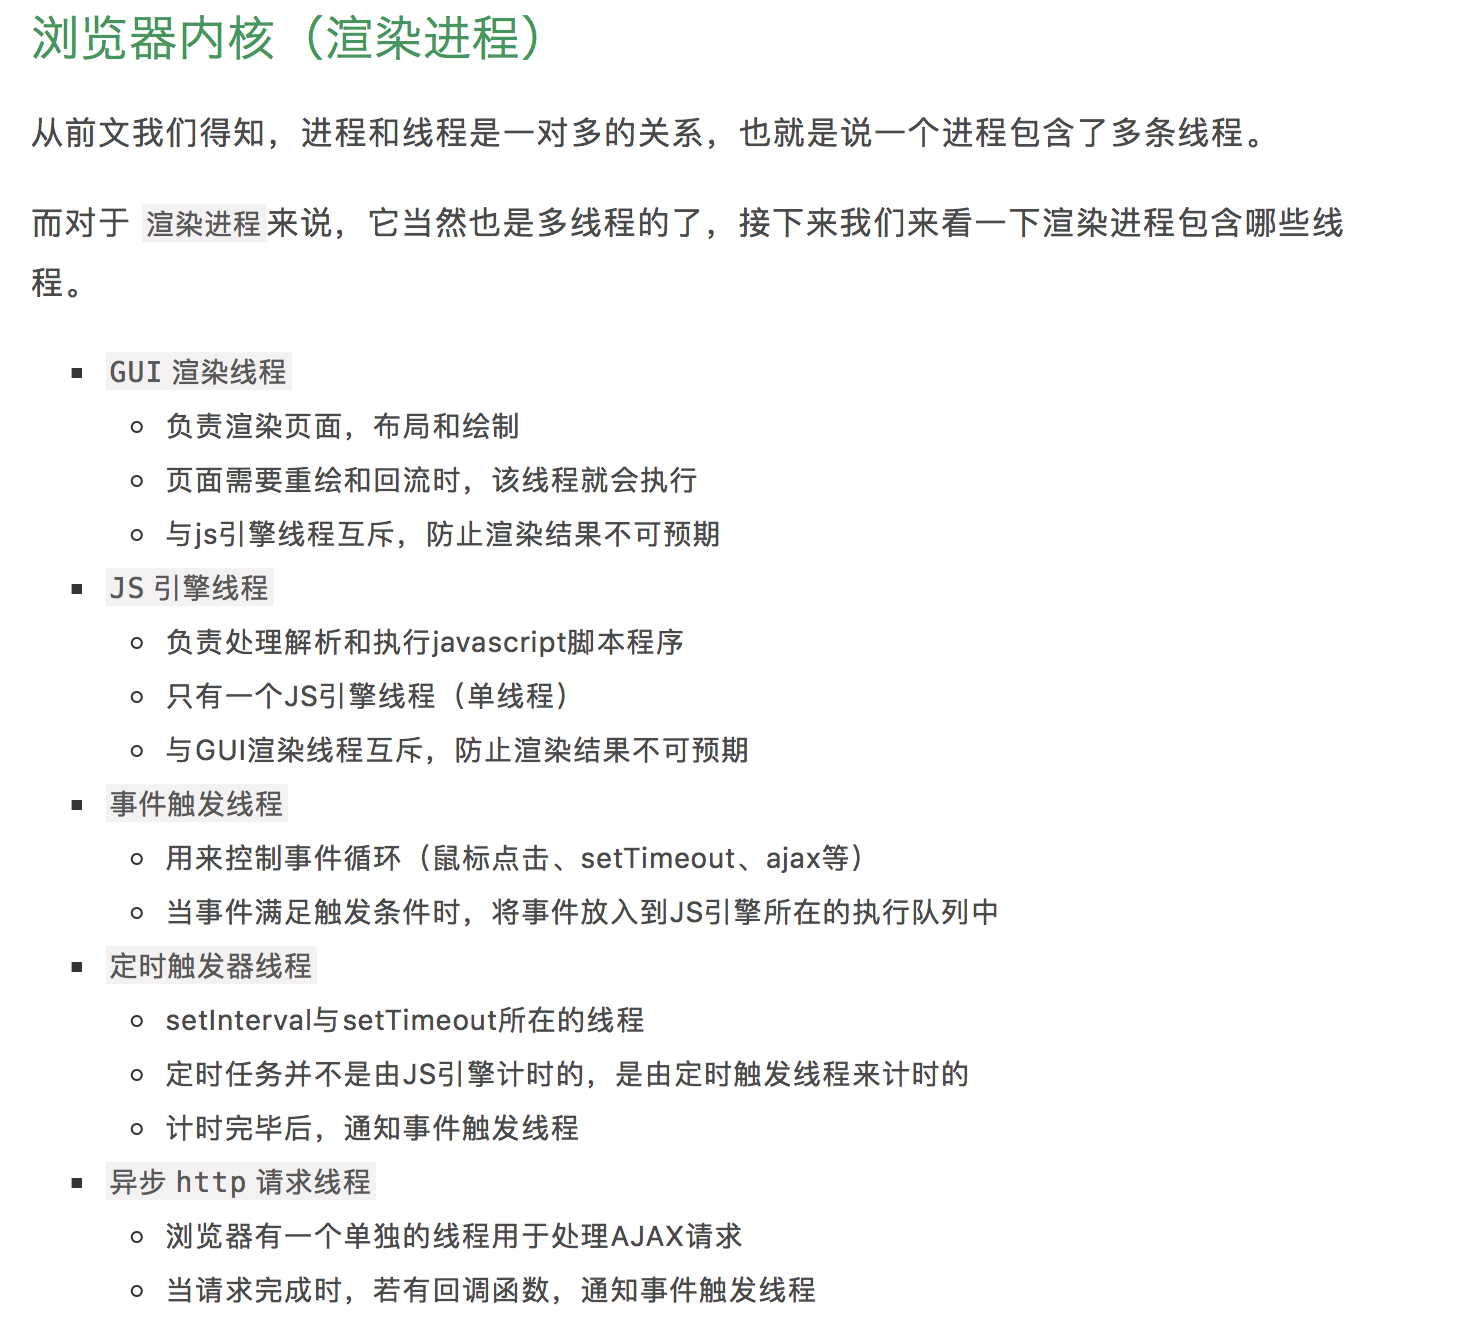 浏览器内核（渲染进程）
从前文我们得知，进程和线程是一对多的关系，也就是说一个进程包含了多条线程。
而对于 渲染进程来说，它当然也是多线程的了，接下来我们来看一下渲染进程包含哪些线
程。
GUI 渲染线程
负责渲染页面，布局和绘制
页面需要重绘和回流时，该线程就会执行
与js引擎线程互斥，防止渲染结果不可预期
JS 引擎线程
负责处理解析和执行javascript脚本程序
只有一个JS引擎线程（单线程）
与GUI渲染线程互斥，防止渲染结果不可预期
事件触发线程
用来控制事件循环（鼠标点击、setTimeout、ajax等）
当事件满足触发条件时，将事件放入到JS引擎所在的执行队列中
定时触发器线程
setInterval与setTimeout所在的线程
定时任务并不是由JS引擎计时的，是由定时触发线程来计时的
计时完毕后，通知事件触发线程
异步 http 请求线程
浏览器有一个单独的线程用于处理AJAX请求
当请求完成时，若有回调函数，通知事件触发线程